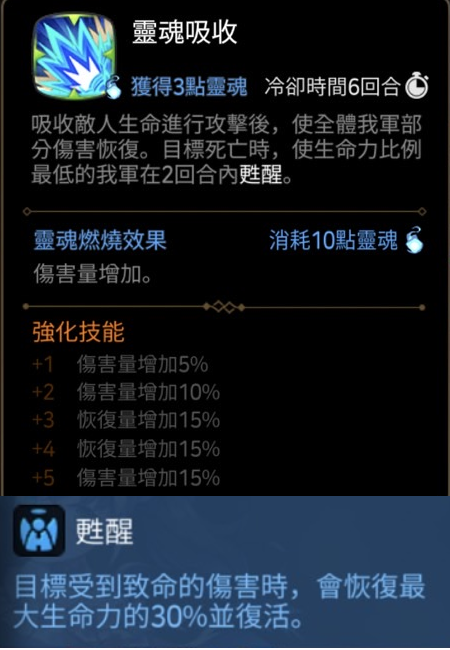 靈魂吸收
獲得3點靈魂 冷卻時間6回合
吸收敵人生命進行攻擊後，使全體我軍部
分傷害恢復。目標死亡時，使生命力比例
最低的我軍在2回合內甦醒。
靈魂燃燒效果 消耗10點靈魂
傷害量增加。
強化技能
+1 傷害量增加5%
+2 傷害量增加10%
+3 恢復量增加15%
+4 恢復量增加15%
+5 傷害量增加15%
甦醒
目標受到致命的傷害時，會恢復最
大生命力的30%並復活。